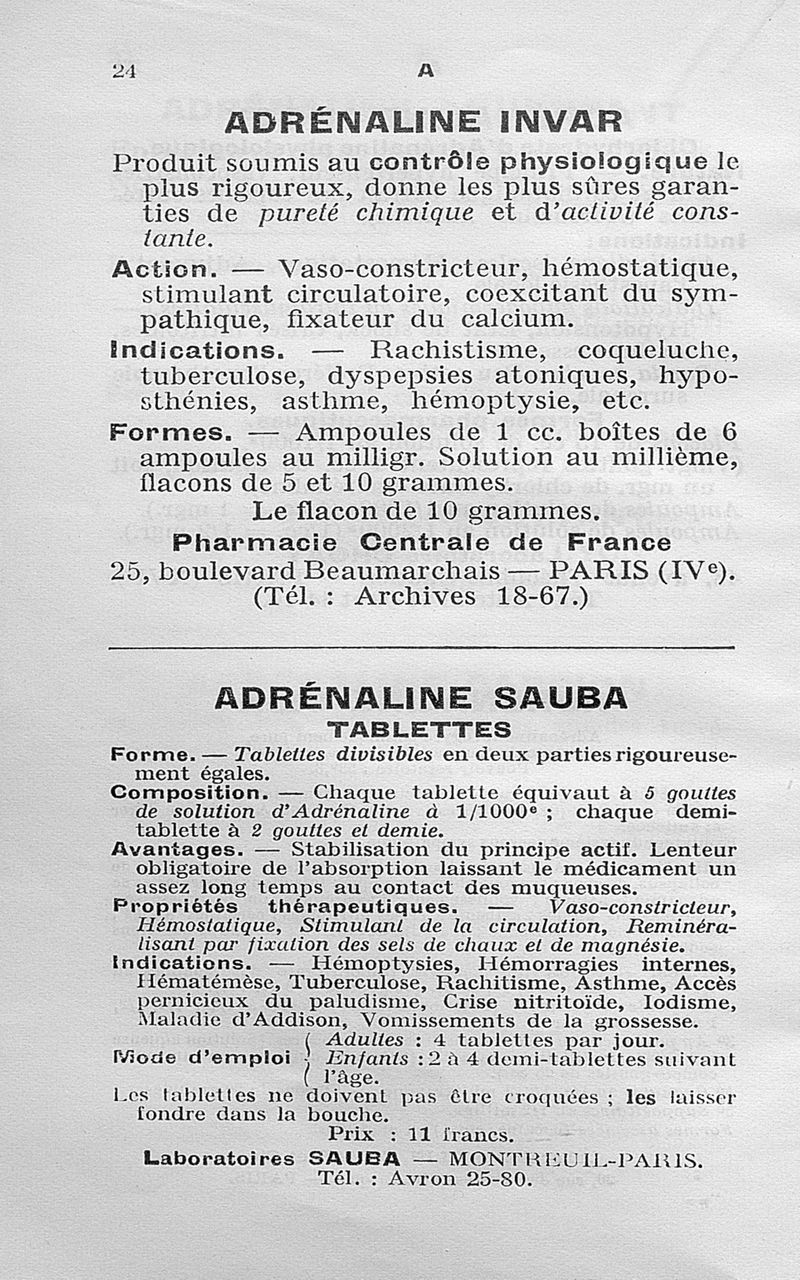 24
A
ADRÉNALINE INVAR
Produit soumis au contrôle physiologique le
plus rigoureux, donne les plus sûres garan-
ties de pureté chimique et d'activité cons-
tante.
Action. — Vaso-constricteur, hémostatique,
stimulant circulatoire, coexcitant du sym-
pathique, fixateur du calcium.
Indications. — Rachistisme, coqueluche,
tuberculose, dyspepsies atoniques, hypo-
sthénies, asthme, hémoptysie, etc.
Formes. — Ampoules de 1 cc. boîtes de 6
ampoules au milligr. Solution au millième,
flacons de 5 et 10 grammes.
Le flacon de 10 grammes.
Pharmacie Centrale de France
25, boulevard Beaumarchais — PARIS (IVe).
(Tél. : Archives 18-67.)
ADRÉNALINE SAUBA
TABLETTES
Forme. — Tablettes divisibles en deux parties rigoureuse-
ment égales.
Composition. — Chaque tablette équivaut à 5 gouttes
de solution d'Adrénaline à 1/1000e ; chaque demi-
tablette à 2 gouttes et demie.
Avantages. — Stabilisation du principe actif. Lenteur
obligatoire de l'absorption laissant le médicament un
assez long temps au contact des muqueuses.
Propriétés thérapeutiques. — Vaso-constricteur,
Hémostatique, Stimulant de la circulation, Reminéra-
lisant par fixation des sels de chaux et de magnésie.
Indications. — Hémoptysies, Hémorragies internes,
Hématémèse, Tuberculose, Rachitisme, Asthme, Accès
pernicieux du paludisme, Crise nitritoïde, Iodisme,
Maladie d'Addison, Vomissements de la grossesse.
Adultes : 4 tablettes par jour.
Mode d'emploi { Enfants : 2 à 4 demi-tablettes suivant
l'âge.
Les tablettes ne doivent pas être croquées ; les laisser
fondre dans la bouche.
Prix : 11 francs.
Laboratoires SAUBA — MONTREUIL-PARIS.
Tél. : Avron 25-80.